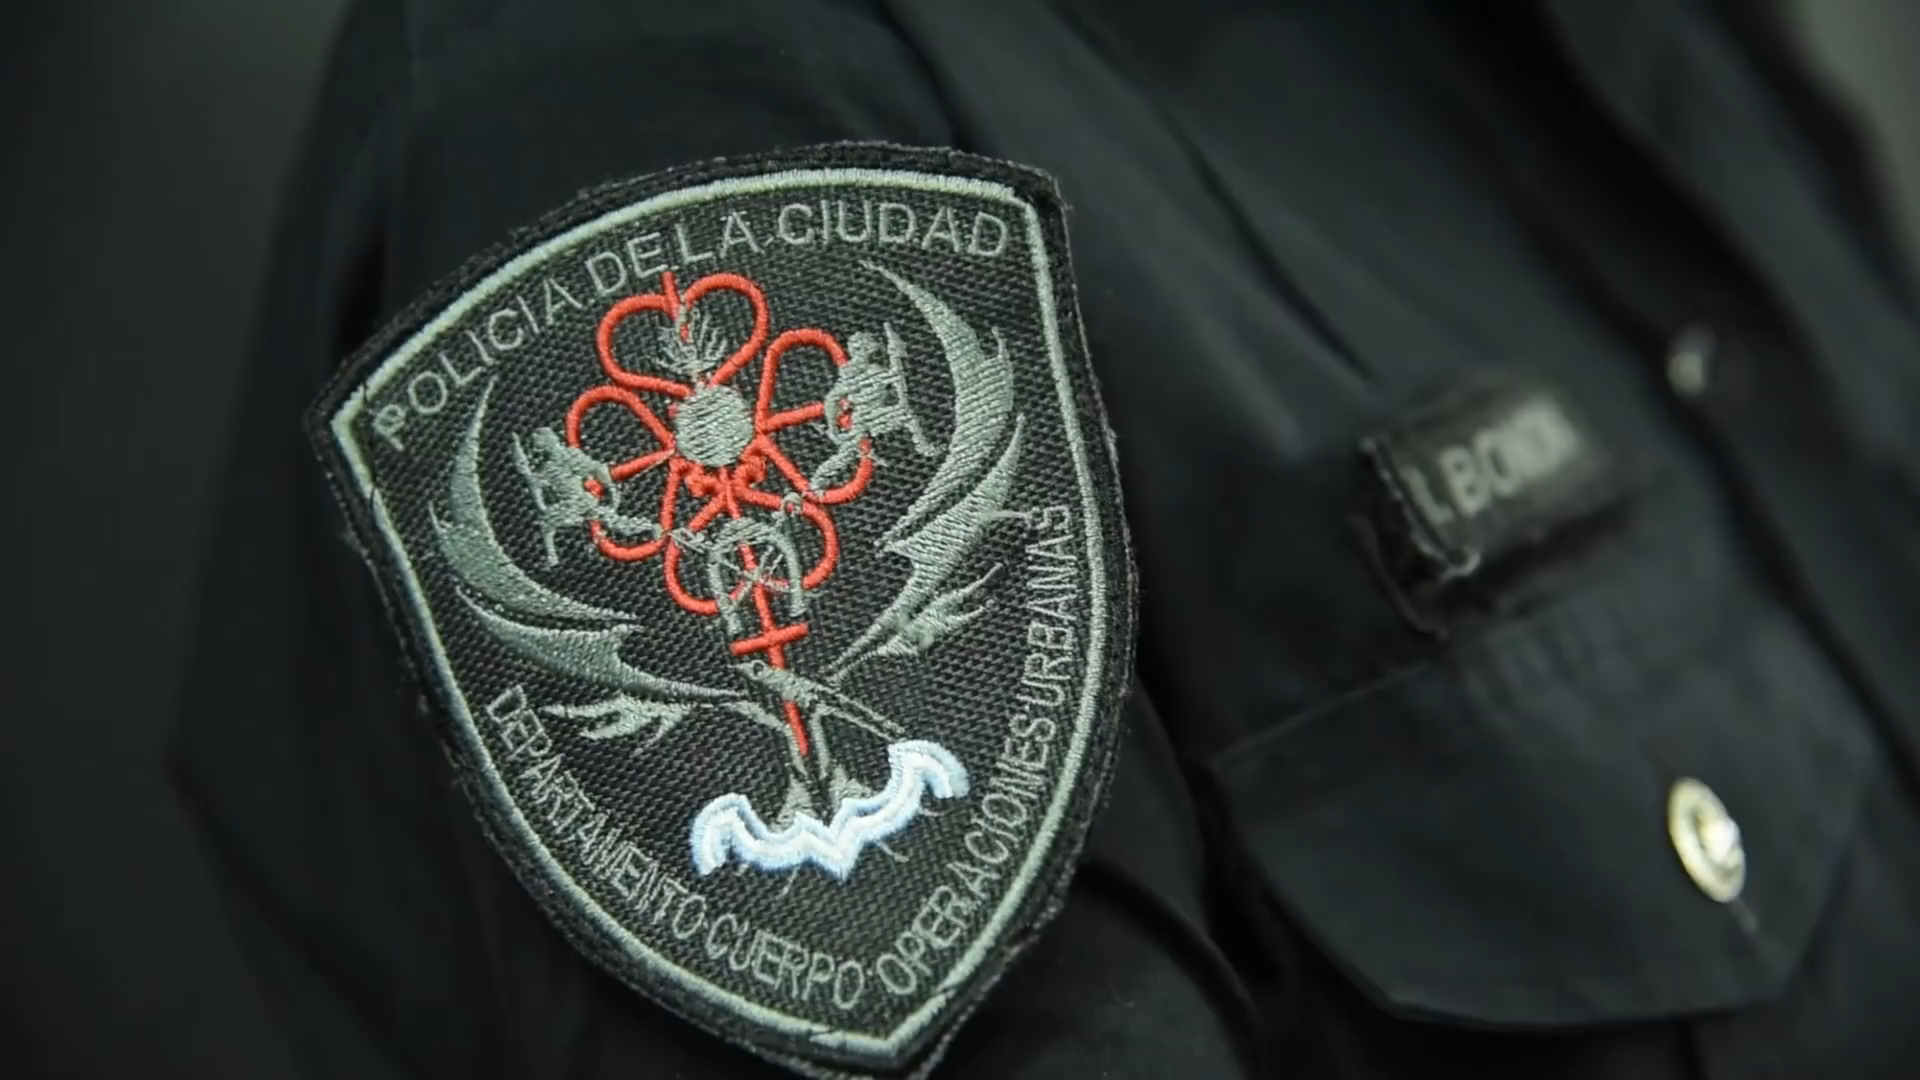 POLICIA DE LA CIUDAD
DEPARTAMENTO CUERPO OPERACIONES URBANAS